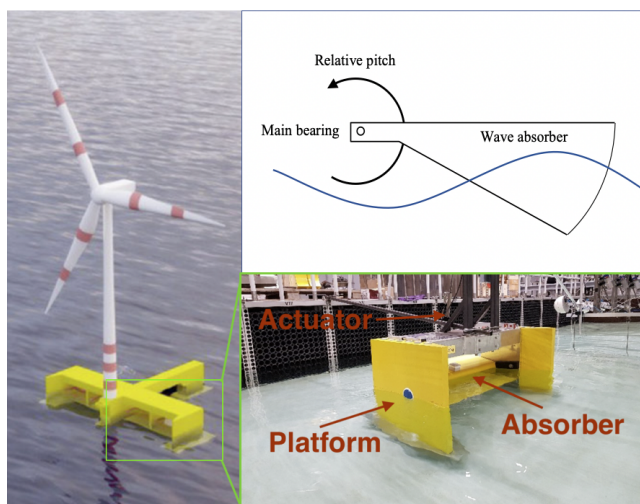 Relative pitch
Main bearing
Wave absorber
Actuator
Absorber
Platform